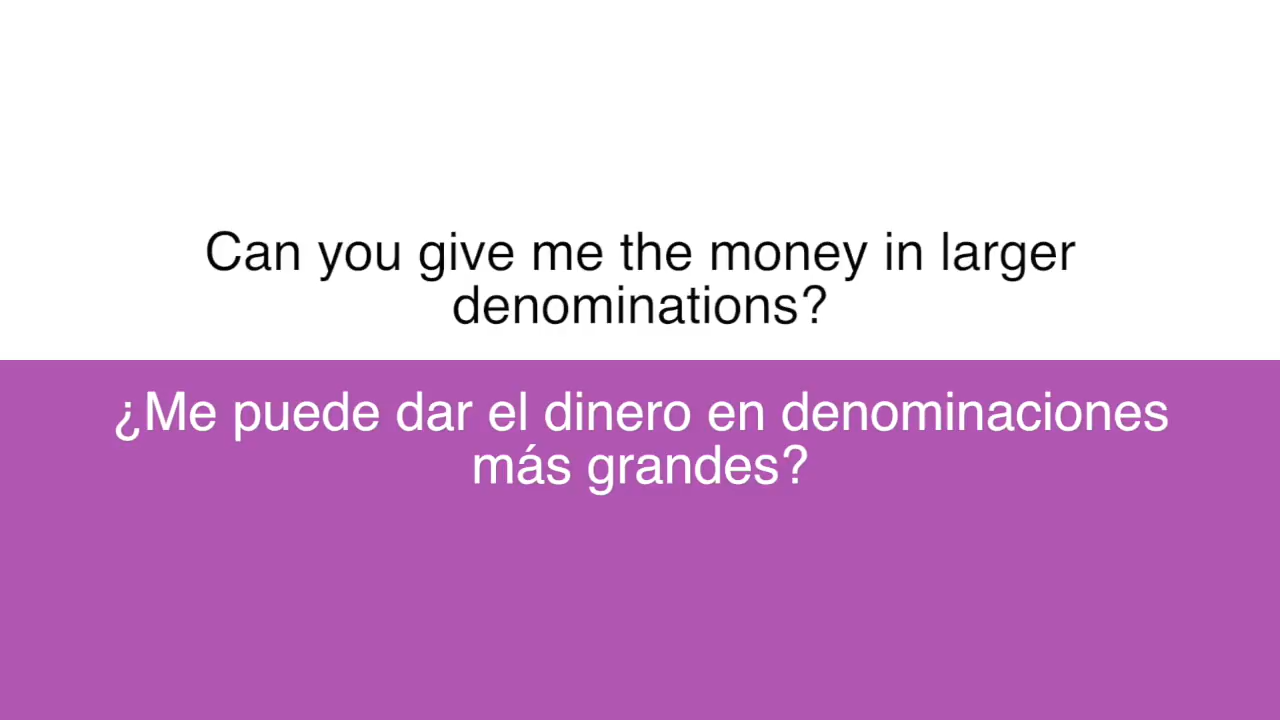 Can you give me the money in larger
denominations?
¿Me puede dar el dinero en denominaciones
más grandes?